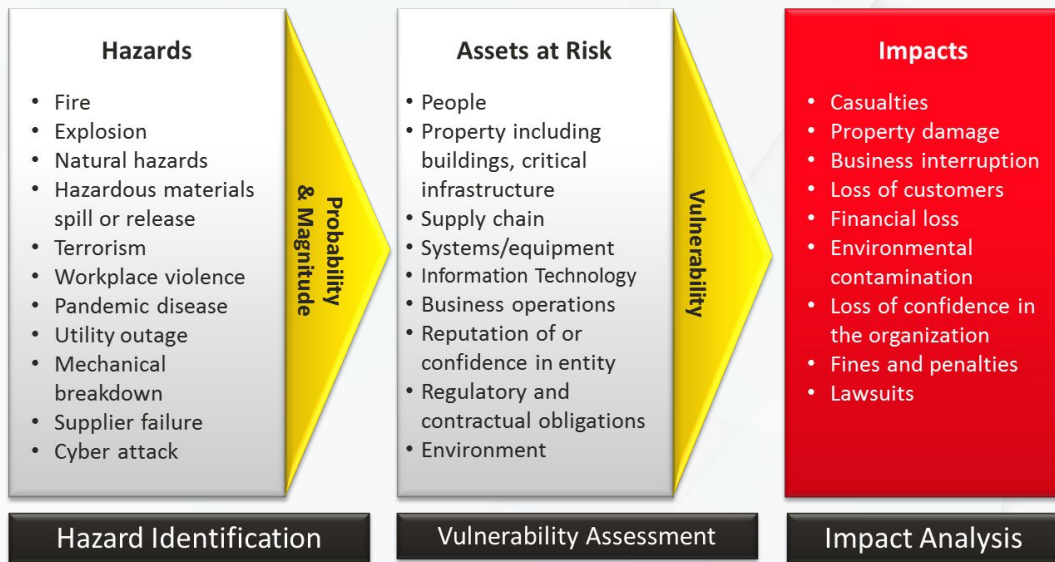 Hazards
• Fire
• Explosion
• Natural hazards
• Hazardous materials
spill or release
• Terrorism
• Workplace violence
• Pandemic disease
• Utility outage
• Mechanical
breakdown
• Supplier failure
• Cyber attack
Probability
& Magnitude
Assets at Risk
• People
• Property including
buildings, critical
infrastructure
• Supply chain
• Systems/equipment
• Information Technology
• Business operations
• Reputation of or
confidence in entity
• Regulatory and
contractual obligations
• Environment
Vulnerability
Impacts
• Casualties
• Property damage
• Business interruption
• Loss of customers
• Financial loss
• Environmental
contamination
• Loss of confidence in
the organization
• Fines and penalties
• Lawsuits
Hazard Identification
Vulnerability Assessment
Impact Analysis